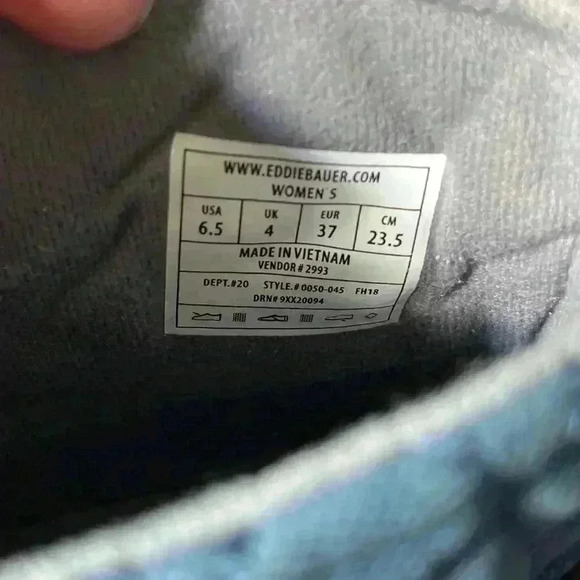 WWW.EDDIEBAUER.COM
WOMEN'S
USA UK EUR CM
6.5 4 37 23.5
MADE IN VIETNAM
VENDOR # 2993
DEPT.#20 STYLE.# 0050-045 FH18
DRN# 9XX20094